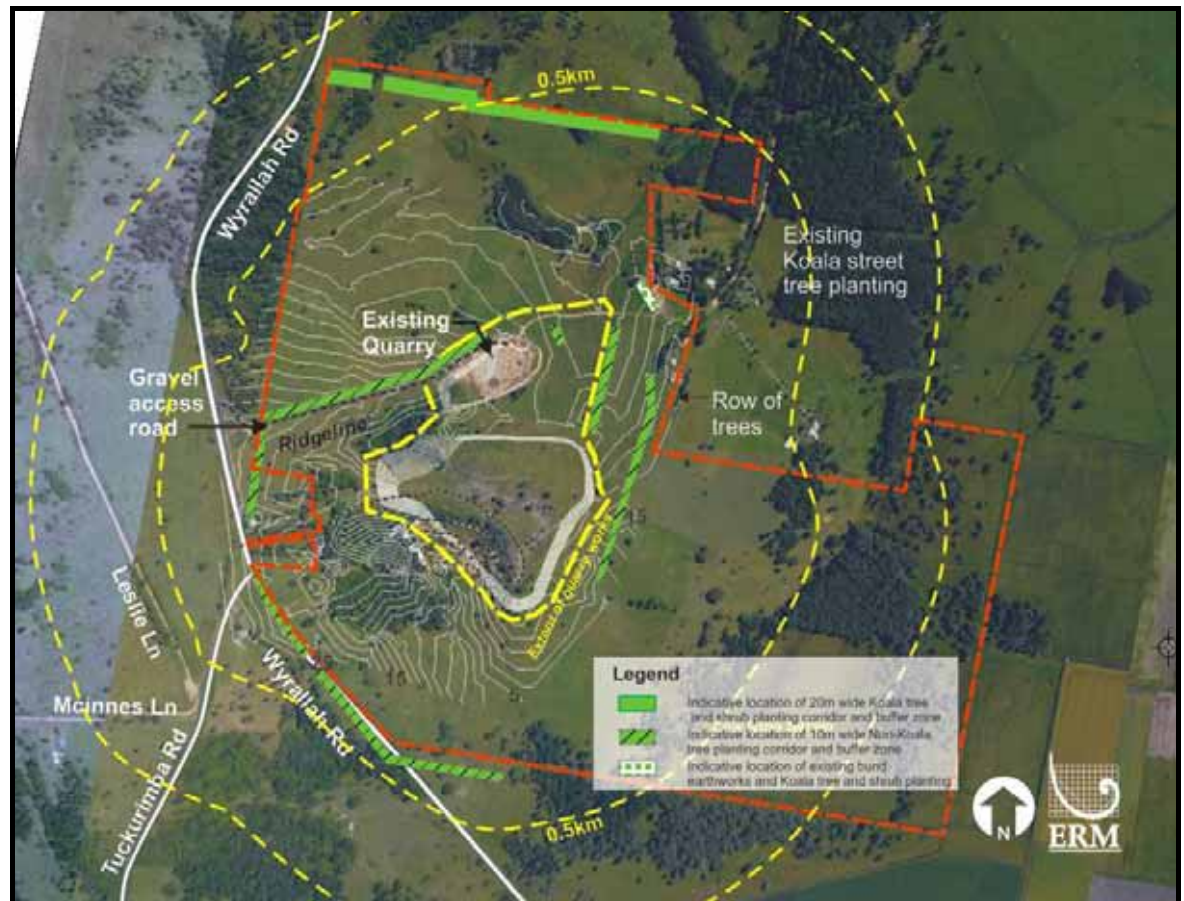 0.5km
Wyrallah Rd
Existing
Koala street
tree planting
Existing
Quarry
Gravel
access
road
Ridgeline
Row of
trees
15
Extent of quarry works
Leslie Ln
Wyrallah Rd
15
5
Mcinnes Ln
Tuckurimba Rd
0.5km
Legend
Indicative location of 20m wide Koala tree
and shrub planting corridor and buffer zone
Indicative location of 10m wide Non-Koala
tree planting corridor and buffer zone
Indicative location of existing bund
earthworks and Koala tree and shrub planting
N
ERM